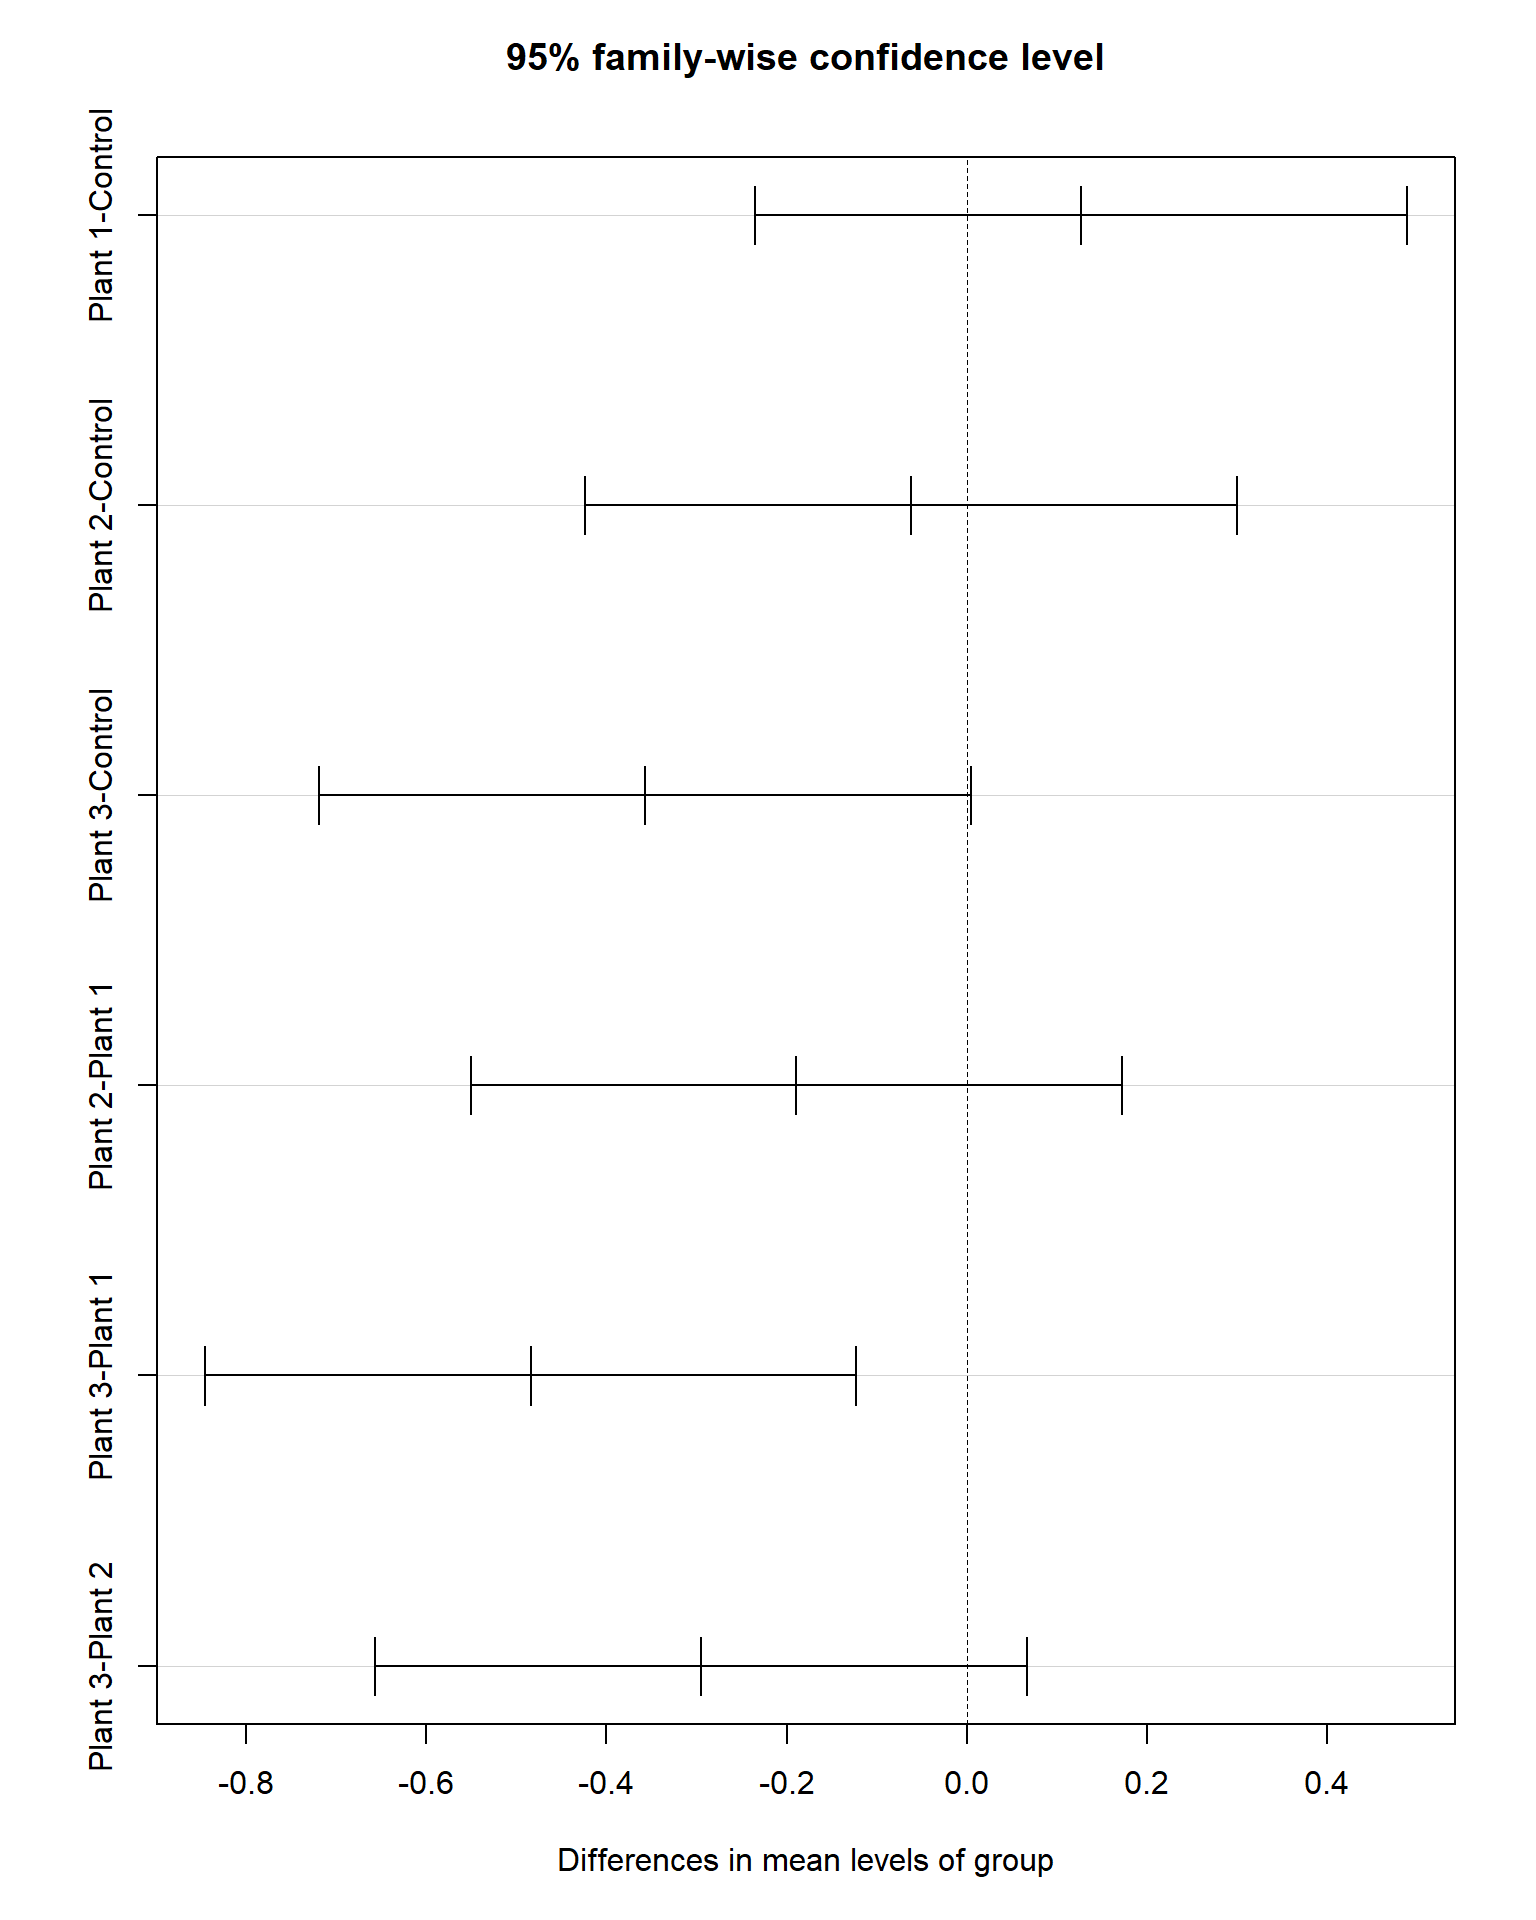 95% family-wise confidence level
Plant 1-Control
Plant 2-Control
Plant 3-Control
Plant 2-Plant 1
Plant 3-Plant 1
Plant 3-Plant 2
-0.8 -0.6 -0.4 -0.2 0.0 0.2 0.4
Differences in mean levels of group